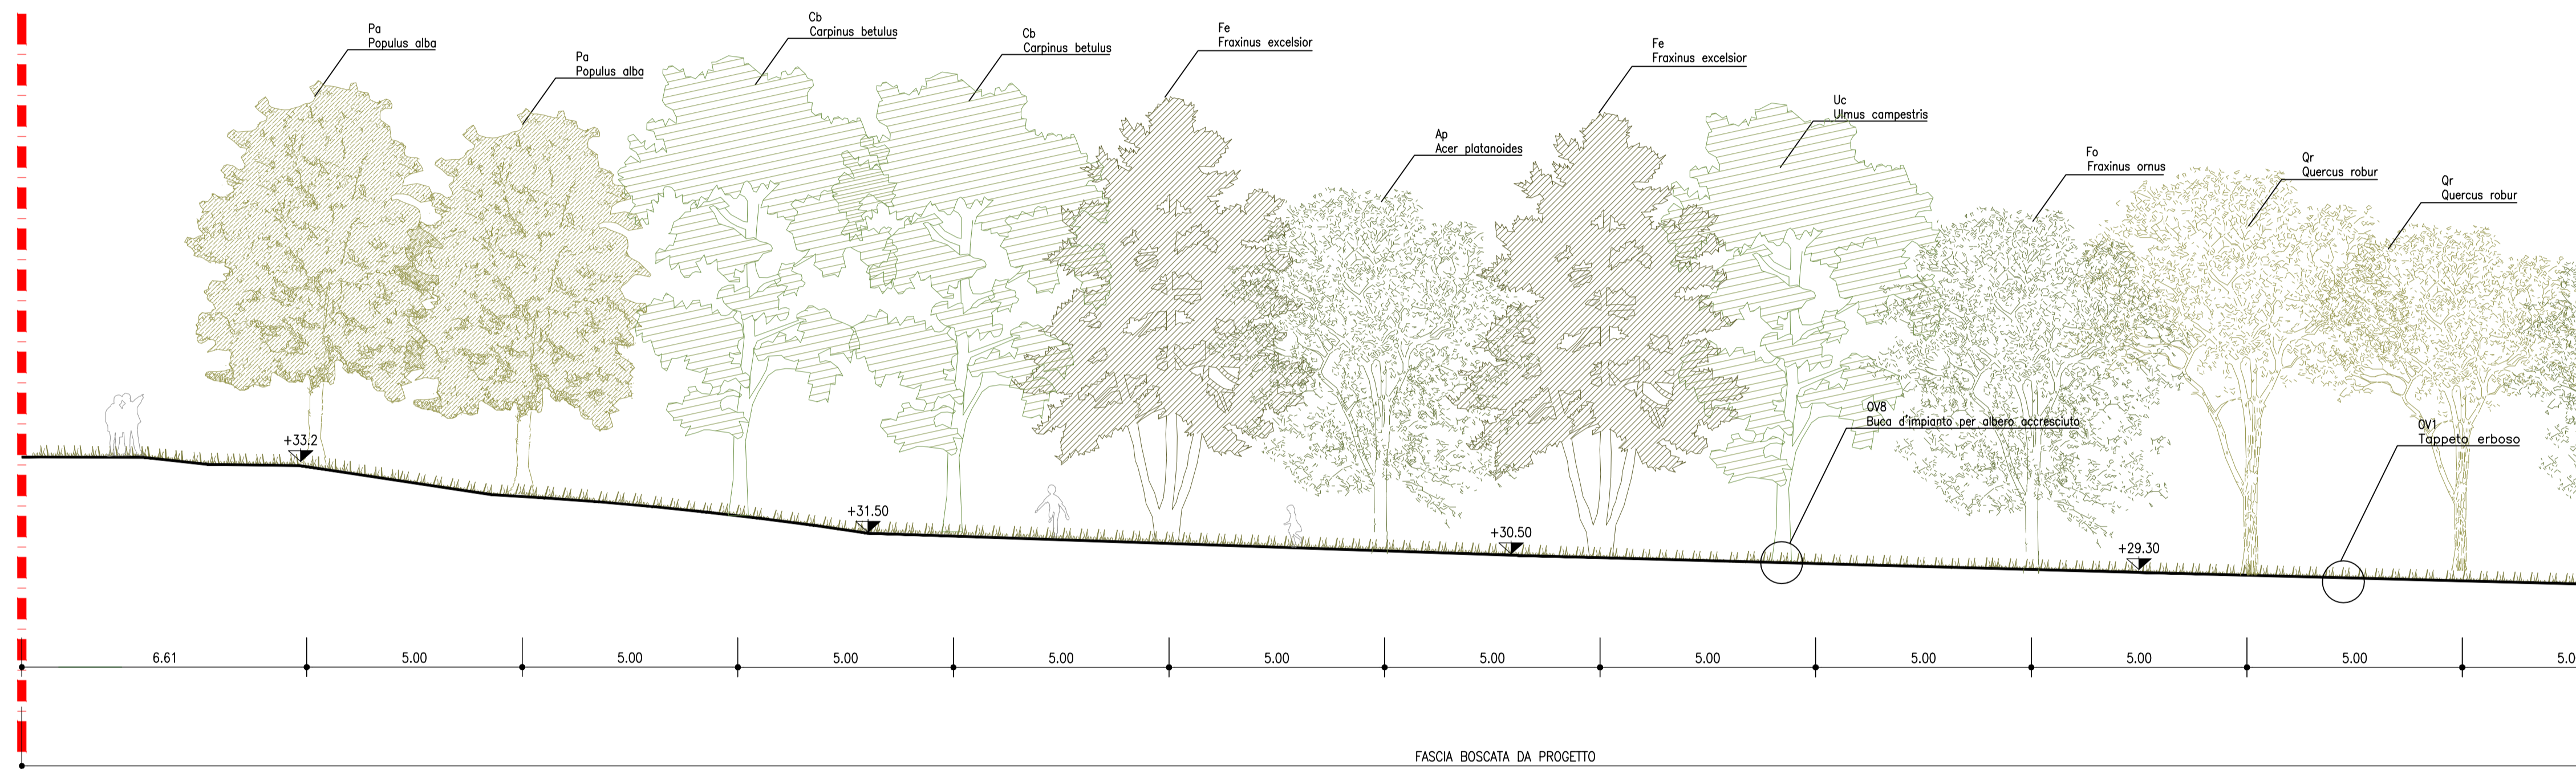 Pa
Populus alba
Pa
Populus alba
Cb
Carpinus betulus
Cb
Carpinus betulus
Fe
Fraxinus excelsior
Fe
Fraxinus excelsior
Ap
Acer platanoides
Uc
Ulmus campestris
Fo
Fraxinus ornus
Qr
Quercus robur
Qr
Quercus robur
OV8
Buca d'impianto per albero accresciuto
OV1
Tappeto erboso
+33.2
+31.50
+30.50
+29.30
6.61
5.00
5.00
5.00
5.00
5.00
5.00
5.00
5.00
5.00
5.00
5.0
FASCIA BOSCATA DA PROGETTO